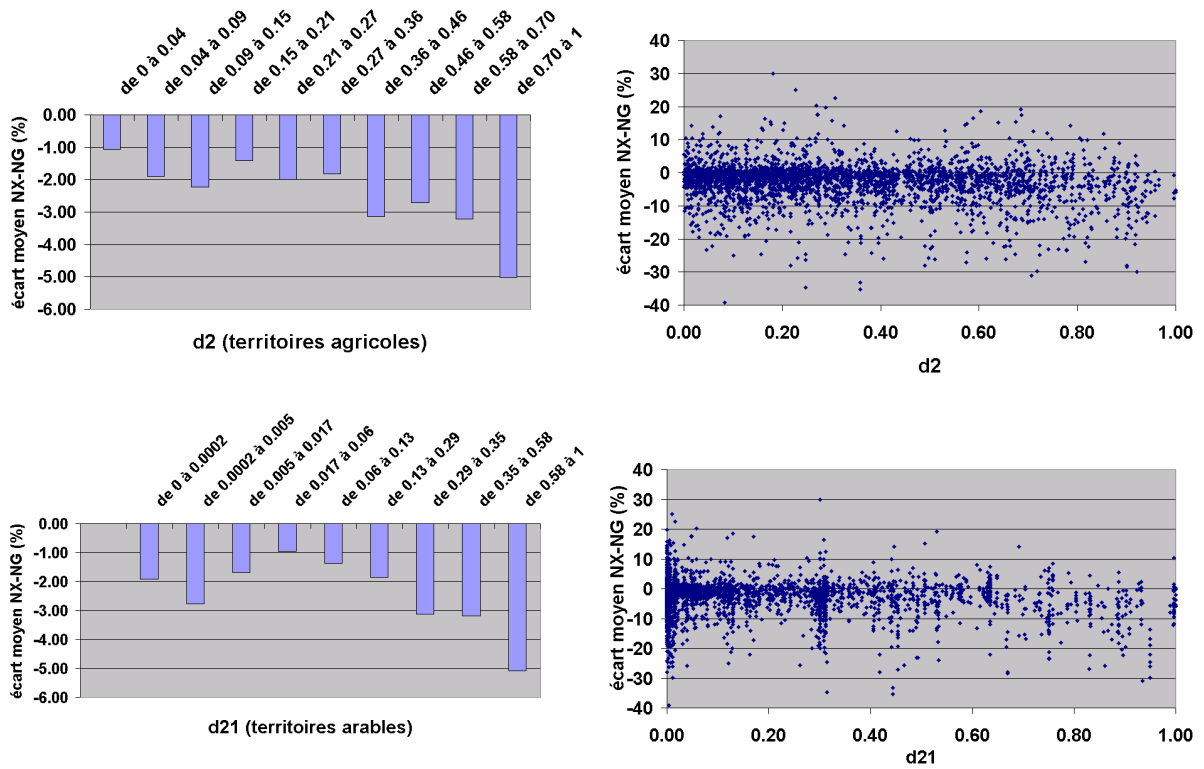 de 0 à 0.04
de 0.04 à 0.09
de 0.09 à 0.15
de 0.15 à 0.21
de 0.21 à 0.27
de 0.27 à 0.36
de 0.36 à 0.46
de 0.46 à 0.58
de 0.58 à 0.70
de 0.70 à 1
0.00
-1.00
-2.00
-3.00
-4.00
-5.00
-6.00
écart moyen NX-NG (%)
d2 (territoires agricoles)
40
30
20
10
0
-10
-20
-30
-40
écart moyen NX-NG (%)
0.00 0.20 0.40 0.60 0.80 1.00
d2
de 0 à 0.0002
de 0.0002 à 0.005
de 0.005 à 0.017
de 0.017 à 0.06
de 0.06 à 0.13
de 0.13 à 0.29
de 0.29 à 0.35
de 0.35 à 0.58
de 0.58 à 1
0.00
-1.00
-2.00
-3.00
-4.00
-5.00
-6.00
écart moyen NX-NG (%)
d21 (territoires arables)
40
30
20
10
0
-10
-20
-30
-40
écart moyen NX-NG (%)
0.00 0.20 0.40 0.60 0.80 1.00
d21